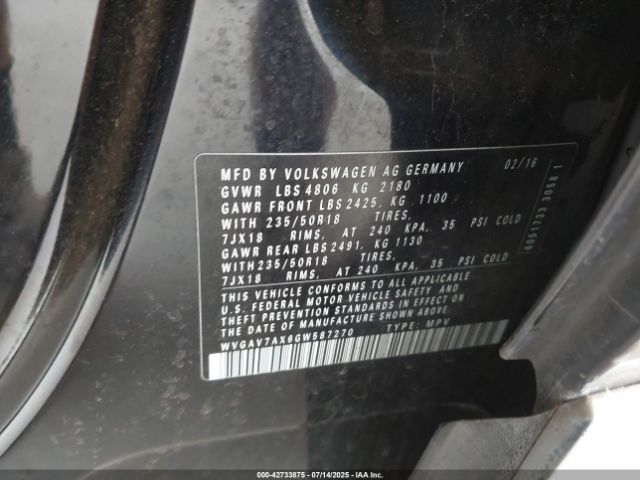 MFD BY VOLKSWAGEN AG GERMANY 02/16
GVWR LBS 4806 KG 2180
GAWR FRONT LBS 2425. KG 1100
WITH 235/50R18 TIRES,
7JX18 RIMS, AT 240 KPA, 35 PSI COLD
GAWR REAR LBS 2491. KG 1130
WITH 235/50R18 TIRES,
7JX18 RIMS, AT 240 KPA, 35 PSI COLD
THIS VEHICLE CONFORMS TO ALL APPLICABLE
U.S. FEDERAL MOTOR VEHICLE SAFETY AND
THEFT PREVENTION STANDARDS IN EFFECT ON
THE DATE OF MANUFACTURE SHOWN ABOVE.
WVGAV7AX6GW587270 TYPE: MPV
000-42733875 07/14/2025 IAA Inc.